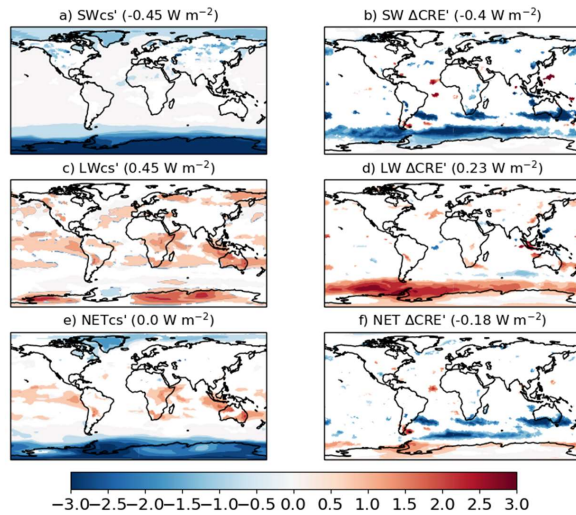 a) SWcs' (-0.45 W m⁻²)
b) SW ΔCRE' (-0.4 W m⁻²)
c) LWcs' (0.45 W m⁻²)
d) LW ΔCRE' (0.23 W m⁻²)
e) NETcs' (0.0 W m⁻²)
f) NET ΔCRE' (-0.18 W m⁻²)
−3.0−2.5−2.0−1.5−1.0−0.5 0.0 0.5 1.0 1.5 2.0 2.5 3.0